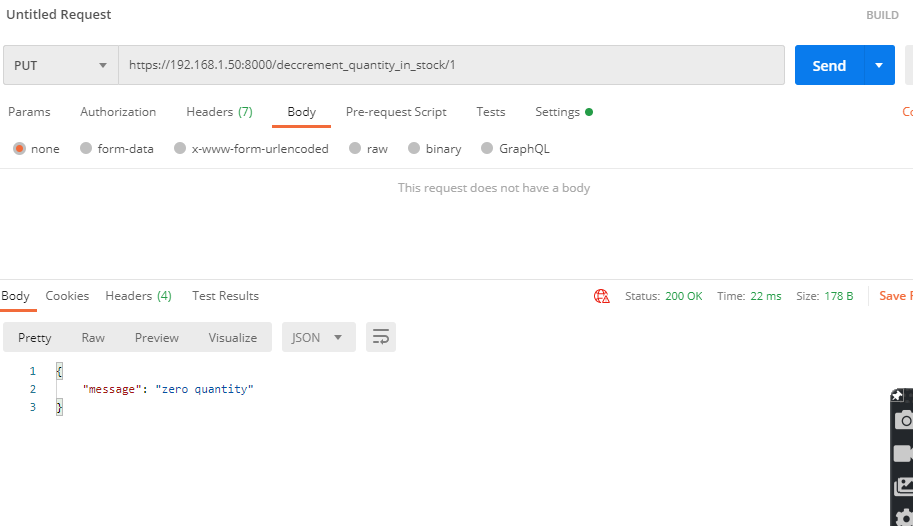 Untitled Request BUILD
PUT https://192.168.1.50:8000/deccrement_quantity_in_stock/1 Send
Params Authorization Headers (7) Body Pre-request Script Tests Settings
none form-data x-www-form-urlencoded raw binary GraphQL
This request does not have a body
Body Cookies Headers (4) Test Results Status: 200 OK Time: 22 ms Size: 178 B Save
Pretty Raw Preview Visualize JSON
1 {
2 "message": "zero quantity"
3 }